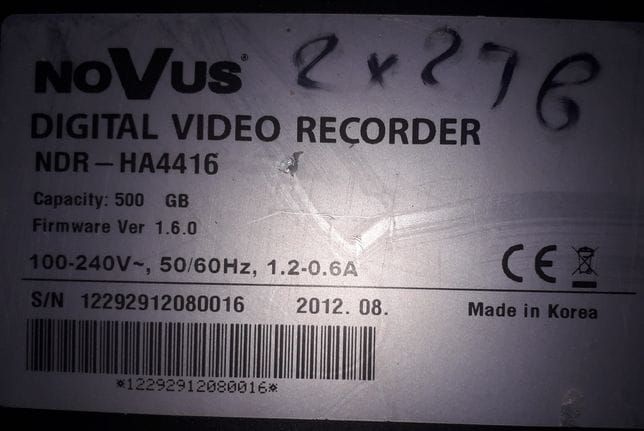 NOVUS® 2x2TB
DIGITAL VIDEO RECORDER
NDR-HA4416
Capacity: 500 GB
Firmware Ver 1.6.0
100-240V~, 50/60Hz, 1.2-0.6A
CE
S/N 12292912080016 2012. 08. Made in Korea
*12292912080016*